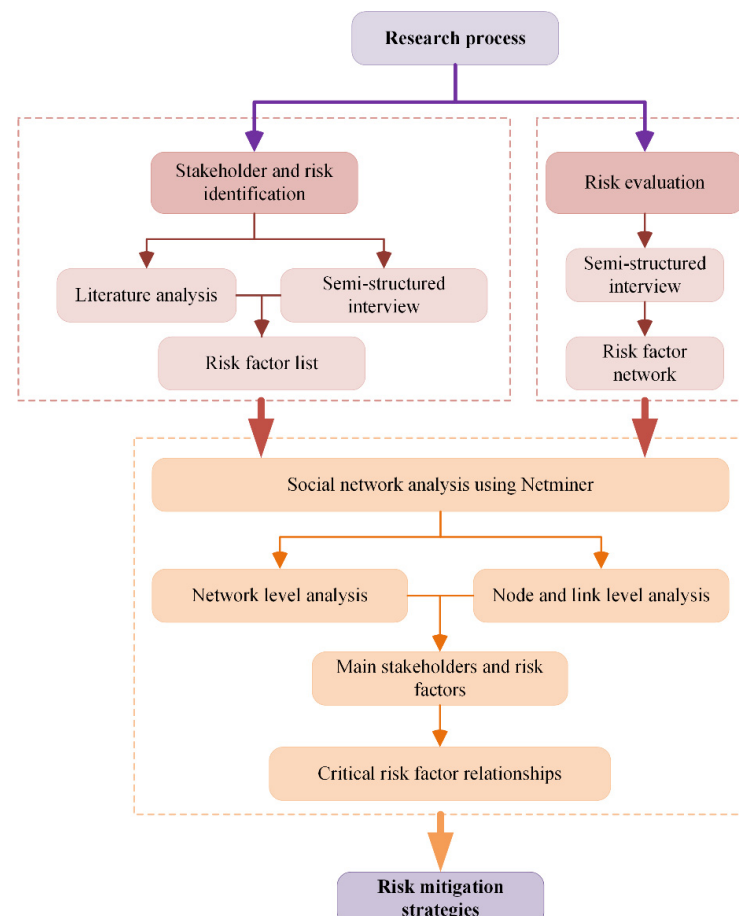 Research process
Stakeholder and risk
identification
Risk evaluation
Literature analysis
Semi-structured
interview
Semi-structured
interview
Risk factor list
Risk factor
network
Social network analysis using Netminer
Network level analysis
Node and link level analysis
Main stakeholders and risk
factors
Critical risk factor relationships
Risk mitigation
strategies